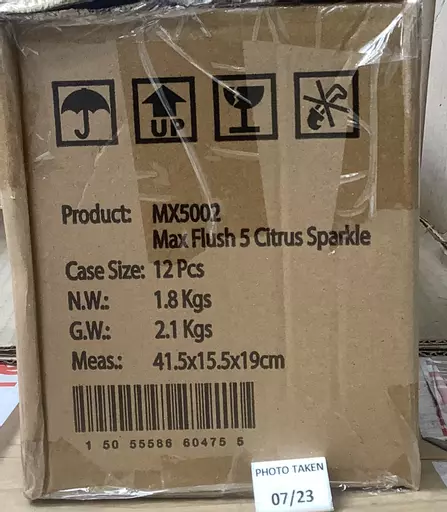 UP
Product: MX5002
Max Flush 5 Citrus Sparkle
Case Size: 12 Pcs
N.W.: 1.8 Kgs
G.W.: 2.1 Kgs
Meas.: 41.5x15.5x19cm
1 50 55586 60475 5
PHOTO TAKEN
07/23